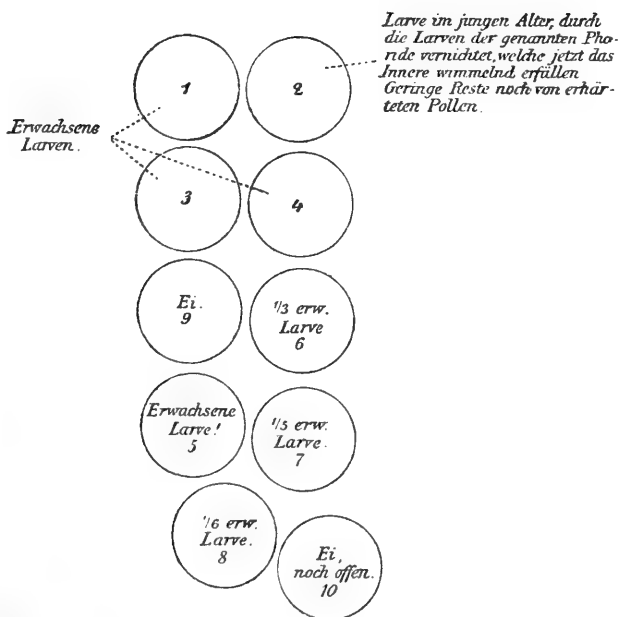 Larve im jungen Alter, durch
die Larven der genannten Pho-
ride vernichtet, welche jetzt das
Innere wimmelnd erfüllen
Geringe Reste noch von erhär-
teten Pollen.
1
2
Erwachsene
Larven.
3
4
Ei.
9
1/3 erw.
Larve
6
Erwachsene
Larve!
5
1/5 erw.
Larve.
7
1/6 erw.
Larve.
8
Ei,
noch offen.
10